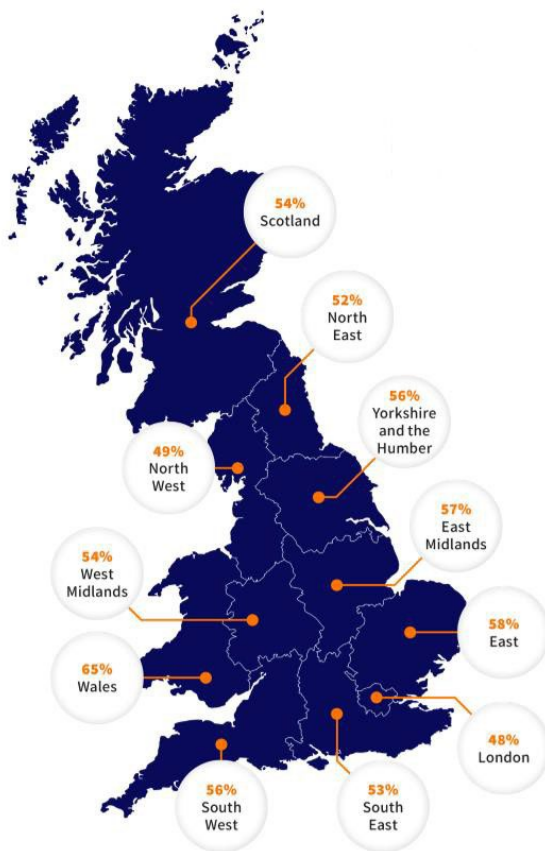 54%
Scotland
52%
North
East
56%
Yorkshire
and the
Humber
49%
North
West
57%
East
Midlands
54%
West
Midlands
58%
East
65%
Wales
48%
London
56%
South
West
53%
South
East